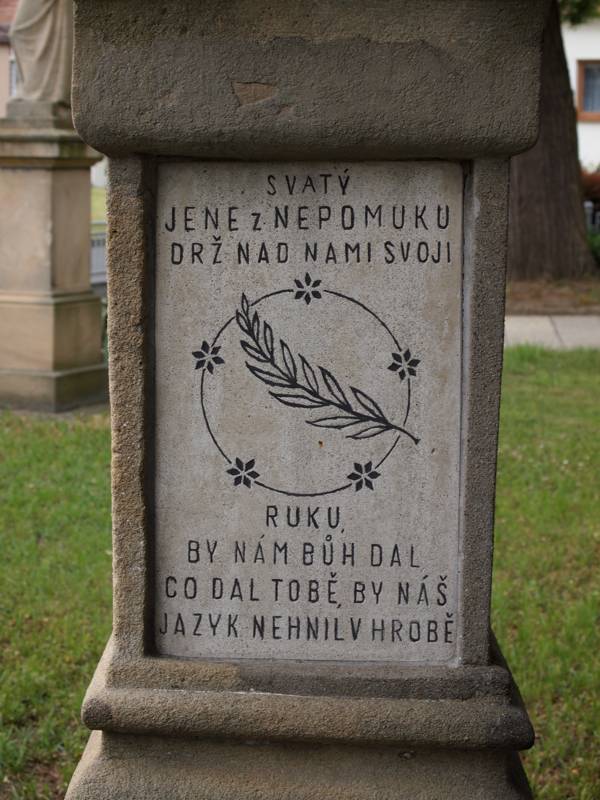 SVATÝ
JENE z NEPOMUKU
DRŽ NAD NAMI SVOJI
RUKU,
BY NÁM BŮH DAL,
CO DAL TOBĚ, BY NÁŠ
JAZYK NEHNIL V HROBĚ